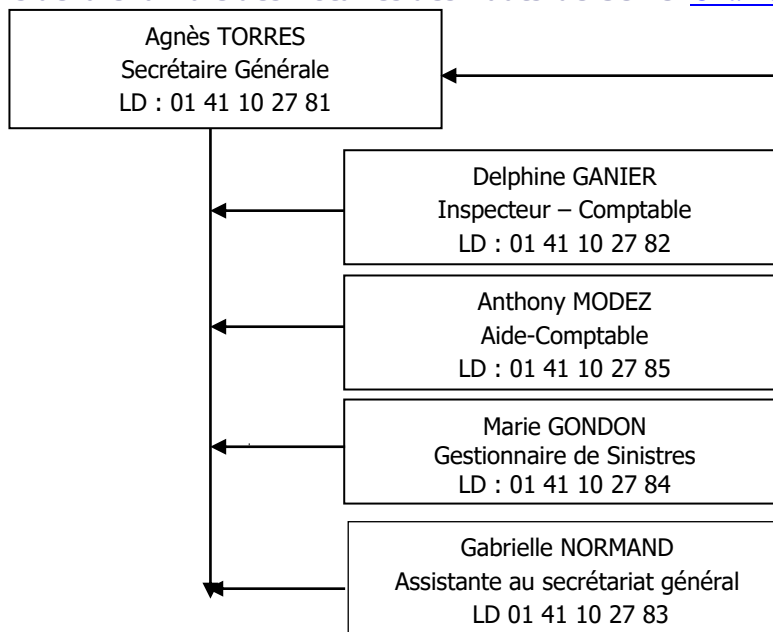 Agnès TORRES
Secrétaire Générale
LD : 01 41 10 27 81
Delphine GANIER
Inspecteur – Comptable
LD : 01 41 10 27 82
Anthony MODEZ
Aide-Comptable
LD : 01 41 10 27 85
Marie GONDON
Gestionnaire de Sinistres
LD : 01 41 10 27 84
Gabrielle NORMAND
Assistante au secrétariat général
LD 01 41 10 27 83